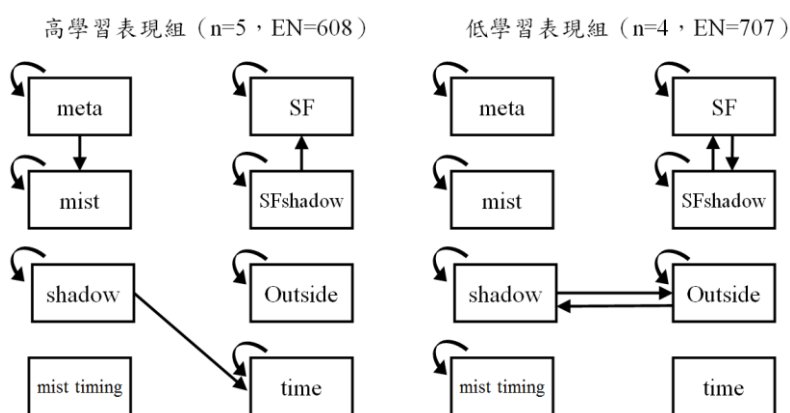 高學習表現組（n=5，EN=608）
低學習表現組（n=4，EN=707）
meta
SF
meta
SF
mist
SFshadow
mist
SFshadow
shadow
Outside
shadow
Outside
mist timing
time
mist timing
time